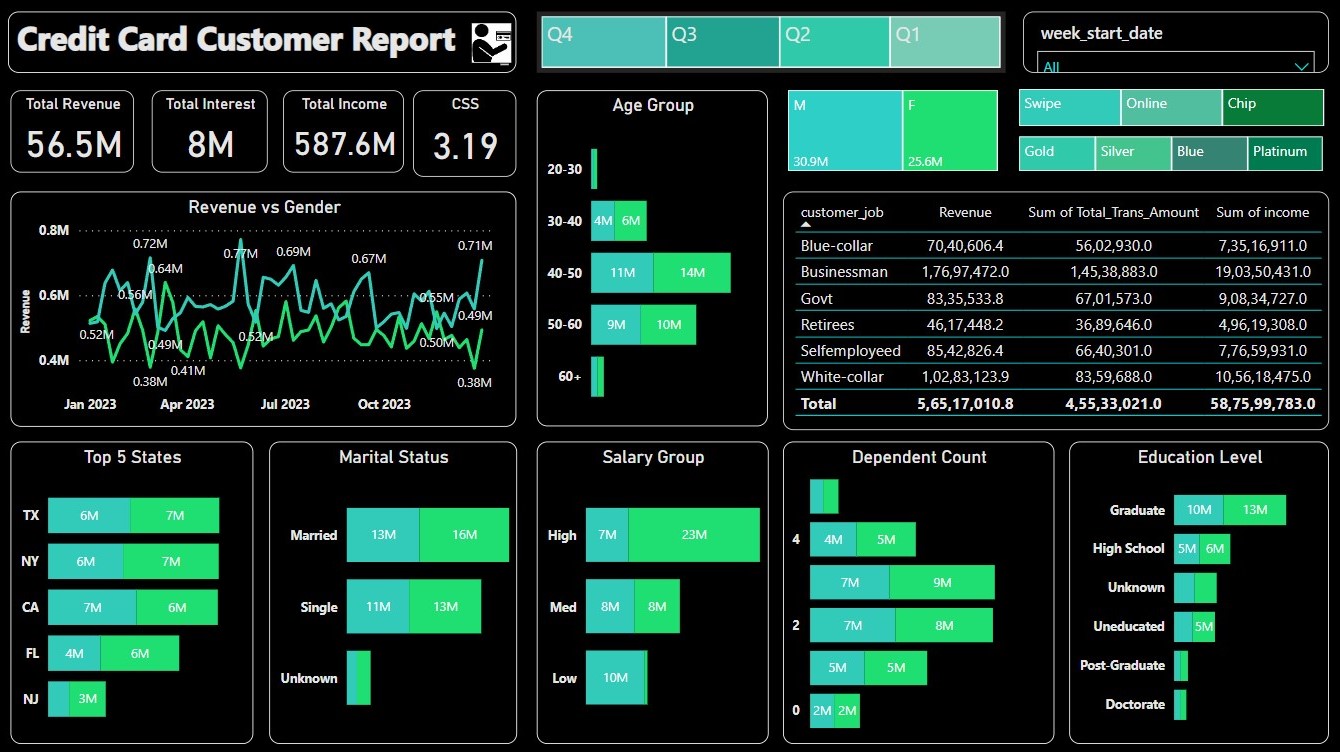 Credit Card Customer Report
Q4 Q3 Q2 Q1
week_start_date
All
Total Revenue
56.5M
Total Interest
8M
Total Income
587.6M
CSS
3.19
Age Group
20-30
30-40 4M 6M
40-50 11M 14M
50-60 9M 10M
60+
M
30.9M
F
25.6M
Swipe Online Chip
Gold Silver Blue Platinum
Revenue vs Gender
Revenue
0.8M
0.6M
0.4M
0.72M
0.77M
0.69M
0.67M
0.71M
0.64M
0.56M
0.55M
0.52M
0.49M
0.52M
0.50M
0.49M
0.38M
0.41M
0.38M
Jan 2023 Apr 2023 Jul 2023 Oct 2023
customer_job Revenue Sum of Total_Trans_Amount Sum of income
Blue-collar 70,40,606.4 56,02,930.0 7,35,16,911.0
Businessman 1,76,97,472.0 1,45,38,883.0 19,03,50,431.0
Govt 83,35,533.8 67,01,573.0 9,08,34,727.0
Retirees 46,17,448.2 36,89,646.0 4,96,19,308.0
Selfemployeed 85,42,826.4 66,40,301.0 7,76,59,931.0
White-collar 1,02,83,123.9 83,59,688.0 10,56,18,475.0
Total 5,65,17,010.8 4,55,33,021.0 58,75,99,783.0
Top 5 States
TX 6M 7M
NY 6M 7M
CA 7M 6M
FL 4M 6M
NJ 3M
Marital Status
Married 13M 16M
Single 11M 13M
Unknown
Salary Group
High 7M 23M
Med 8M 8M
Low 10M
Dependent Count
4 4M 5M
7M 9M
2 7M 8M
5M 5M
0 2M 2M
Education Level
Graduate 10M 13M
High School 5M 6M
Unknown
Uneducated 5M
Post-Graduate
Doctorate